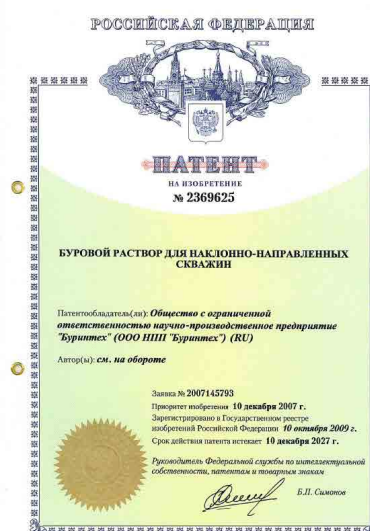 РОССИЙСКАЯ ФЕДЕРАЦИЯ
ПАТЕНТ
НА ИЗОБРЕТЕНИЕ
№ 2369625
БУРОВОЙ РАСТВОР ДЛЯ НАКЛОННО-НАПРАВЛЕННЫХ
СКВАЖИН
Патентообладатель(ли): Общество с ограниченной
ответственностью научно-производственное предприятие
"Буринтех" (ООО НПП "Буринтех") (RU)
Автор(ы): см. на обороте
Заявка № 2007145793
Приоритет изобретения 10 декабря 2007 г.
Зарегистрировано в Государственном реестре
изобретений Российской Федерации 10 октября 2009 г.
Срок действия патента истекает 10 декабря 2027 г.
Руководитель Федеральной службы по интеллектуальной
собственности, патентам и товарным знакам
Б.П. Симонов